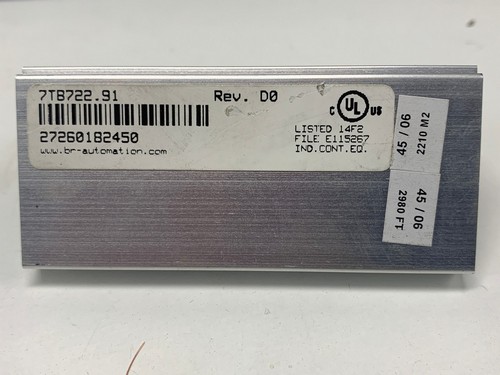 7TB722.91 Rev. D0
27260182450
www.br-automation.com
C UL US
LISTED 14F2
FILE E115267
IND.CONT.EQ.
45 / 06
2210 M2
45 / 06
2980 FT